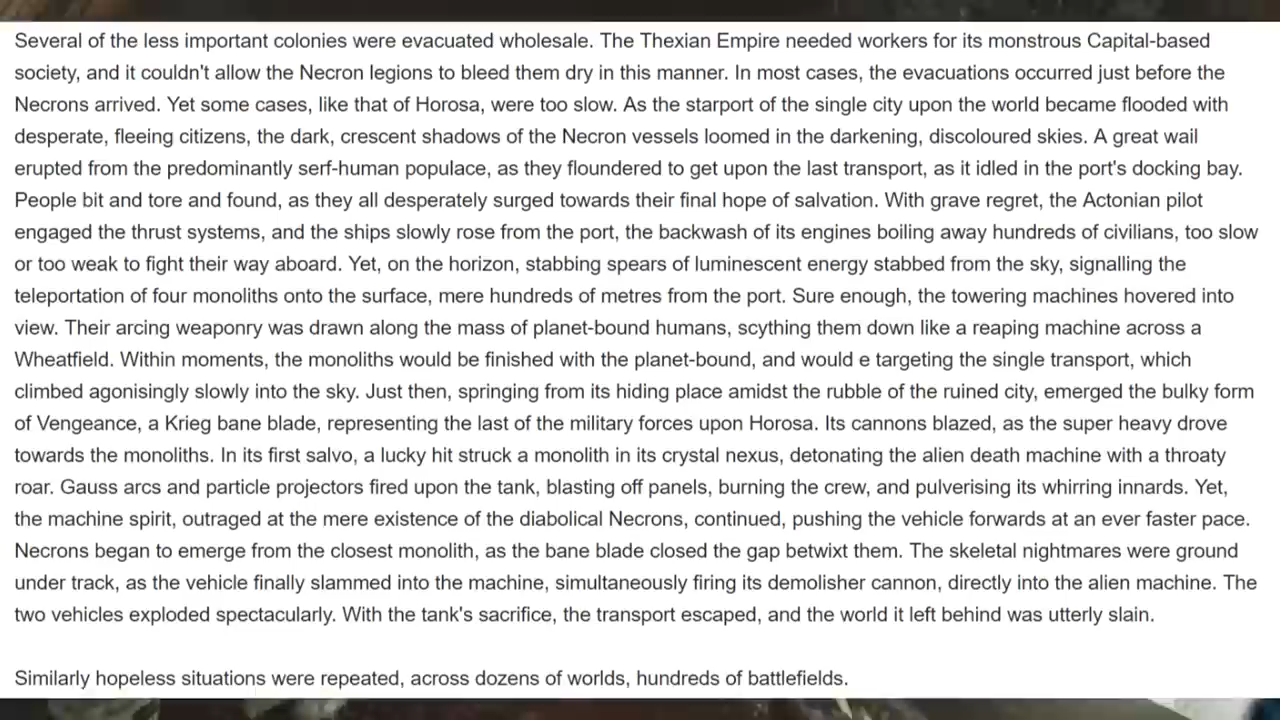 Several of the less important colonies were evacuated wholesale. The Thexian Empire needed workers for its monstrous Capital-based
society, and it couldn't allow the Necron legions to bleed them dry in this manner. In most cases, the evacuations occurred just before the
Necrons arrived. Yet some cases, like that of Horosa, were too slow. As the starport of the single city upon the world became flooded with
desperate, fleeing citizens, the dark, crescent shadows of the Necron vessels loomed in the darkening, discoloured skies. A great wail
erupted from the predominantly serf-human populace, as they floundered to get upon the last transport, as it idled in the port's docking bay.
People bit and tore and found, as they all desperately surged towards their final hope of salvation. With grave regret, the Actonian pilot
engaged the thrust systems, and the ships slowly rose from the port, the backwash of its engines boiling away hundreds of civilians, too slow
or too weak to fight their way aboard. Yet, on the horizon, stabbing spears of luminescent energy stabbed from the sky, signalling the
teleportation of four monoliths onto the surface, mere hundreds of metres from the port. Sure enough, the towering machines hovered into
view. Their arcing weaponry was drawn along the mass of planet-bound humans, scything them down like a reaping machine across a
Wheatfield. Within moments, the monoliths would be finished with the planet-bound, and would e targeting the single transport, which
climbed agonisingly slowly into the sky. Just then, springing from its hiding place amidst the rubble of the ruined city, emerged the bulky form
of Vengeance, a Krieg bane blade, representing the last of the military forces upon Horosa. Its cannons blazed, as the super heavy drove
towards the monoliths. In its first salvo, a lucky hit struck a monolith in its crystal nexus, detonating the alien death machine with a throaty
roar. Gauss arcs and particle projectors fired upon the tank, blasting off panels, burning the crew, and pulverising its whirring innards. Yet,
the machine spirit, outraged at the mere existence of the diabolical Necrons, continued, pushing the vehicle forwards at an ever faster pace.
Necrons began to emerge from the closest monolith, as the bane blade closed the gap betwixt them. The skeletal nightmares were ground
under track, as the vehicle finally slammed into the machine, simultaneously firing its demolisher cannon, directly into the alien machine. The
two vehicles exploded spectacularly. With the tank's sacrifice, the transport escaped, and the world it left behind was utterly slain.
Similarly hopeless situations were repeated, across dozens of worlds, hundreds of battlefields.